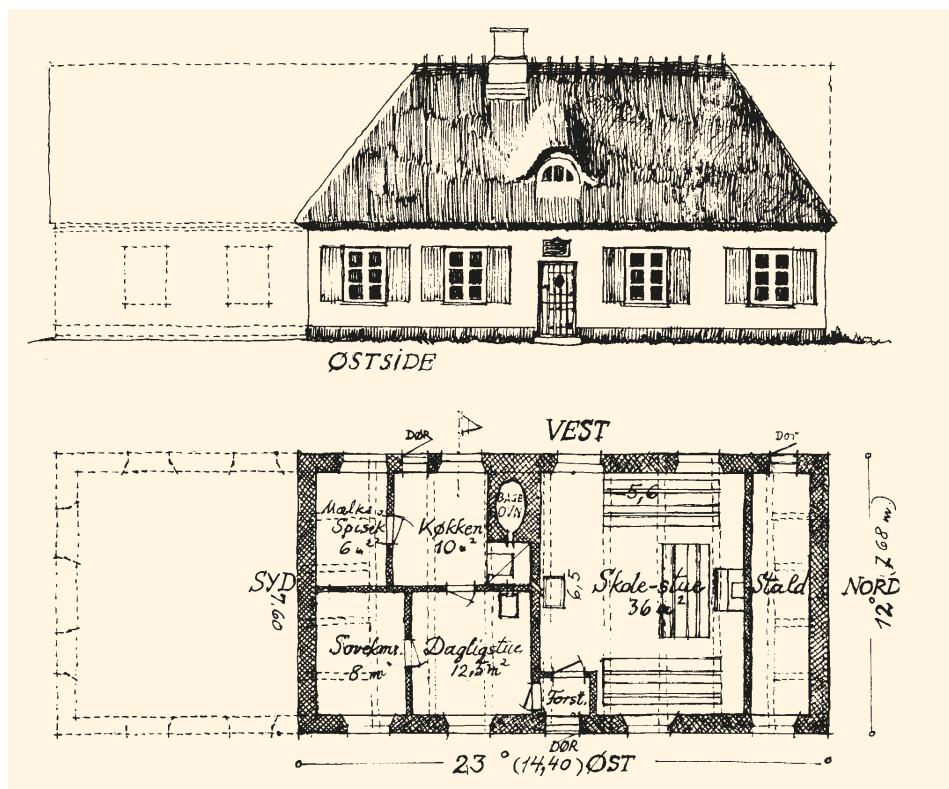 ØSTSIDE
VEST
DØR
DØR
BAGE
OVN
5,6
Mælk &
Spisek
6 m²
Køkken
10 m²
SYD
7,60
6,5
Skole-stue
36 m²
Stald
NORD
12° (7,68 m.)
Sovekmr.
8 m²
Dagligstue
12,5 m²
Forst.
DØR
23° (14,40) ØST